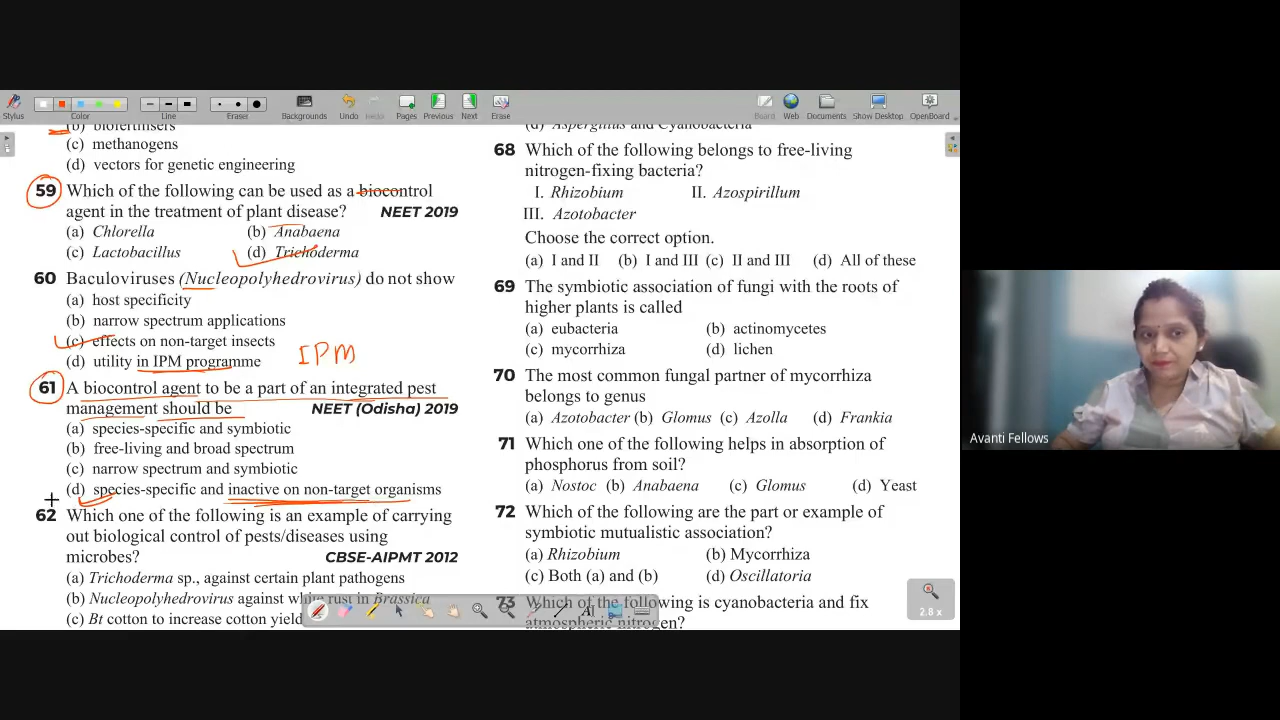 Stylus
Color
Line
Eraser
Backgrounds
Undo
Redo
Pages
Previous
Next
Erase
Board
Web
Documents
Show Desktop
OpenBoard
(b) biofertilisers
(c) methanogens
(d) vectors for genetic engineering
59 Which of the following can be used as a biocontrol
agent in the treatment of plant disease? NEET 2019
(a) Chlorella (b) Anabaena
(c) Lactobacillus (d) Trichoderma
60 Baculoviruses (Nucleopolyhedrovirus) do not show
(a) host specificity
(b) narrow spectrum applications
(c) effects on non-target insects
(d) utility in IPM programme
IPM
61 A biocontrol agent to be a part of an integrated pest
management should be NEET (Odisha) 2019
(a) species-specific and symbiotic
(b) free-living and broad spectrum
(c) narrow spectrum and symbiotic
(d) species-specific and inactive on non-target organisms
62 Which one of the following is an example of carrying
out biological control of pests/diseases using
microbes? CBSE-AIPMT 2012
(a) Trichoderma sp., against certain plant pathogens
(b) Nucleopolyhedrovirus against white rust in Brassica
(c) Bt cotton to increase cotton yield
(d) Aspergillus and Cyanobacteria
68 Which of the following belongs to free-living
nitrogen-fixing bacteria?
I. Rhizobium II. Azospirillum
III. Azotobacter
Choose the correct option.
(a) I and II (b) I and III (c) II and III (d) All of these
69 The symbiotic association of fungi with the roots of
higher plants is called
(a) eubacteria (b) actinomycetes
(c) mycorrhiza (d) lichen
70 The most common fungal partner of mycorrhiza
belongs to genus
(a) Azotobacter (b) Glomus (c) Azolla (d) Frankia
71 Which one of the following helps in absorption of
phosphorus from soil?
(a) Nostoc (b) Anabaena (c) Glomus (d) Yeast
72 Which of the following are the part or example of
symbiotic mutualistic association?
(a) Rhizobium (b) Mycorrhiza
(c) Both (a) and (b) (d) Oscillatoria
73 Which of the following is cyanobacteria and fix
atmospheric nitrogen?
2.8 x
Avanti Fellows